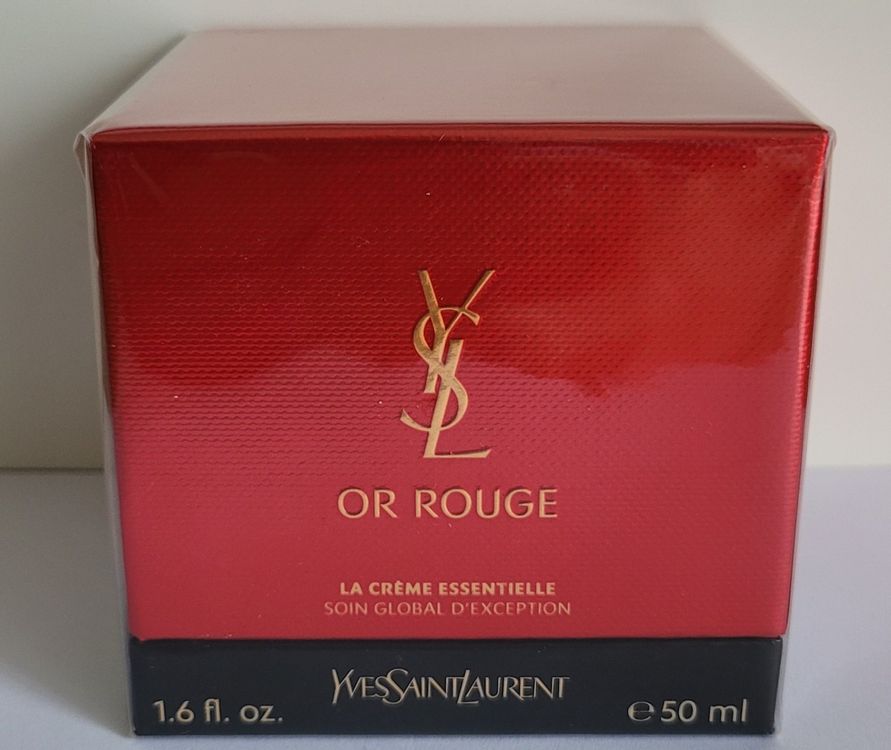 YSL
OR ROUGE
LA CRÈME ESSENTIELLE
SOIN GLOBAL D'EXCEPTION
YVESSAINTLAURENT
1.6 fl. oz.
℮ 50 ml